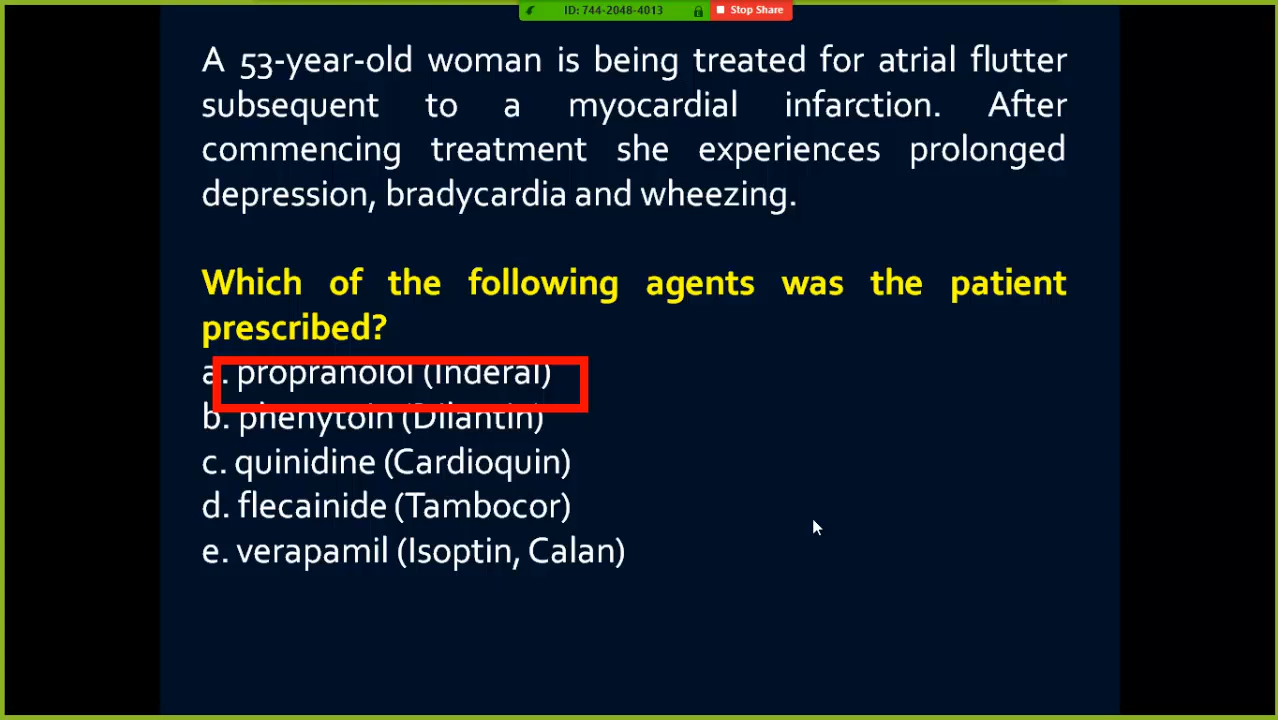 ID: 744-2048-4013 Stop Share
A 53-year-old woman is being treated for atrial flutter
subsequent to a myocardial infarction. After
commencing treatment she experiences prolonged
depression, bradycardia and wheezing.
Which of the following agents was the patient
prescribed?
a. propranolol (Inderal)
b. phenytoin (Dilantin)
c. quinidine (Cardioquin)
d. flecainide (Tambocor)
e. verapamil (Isoptin, Calan)